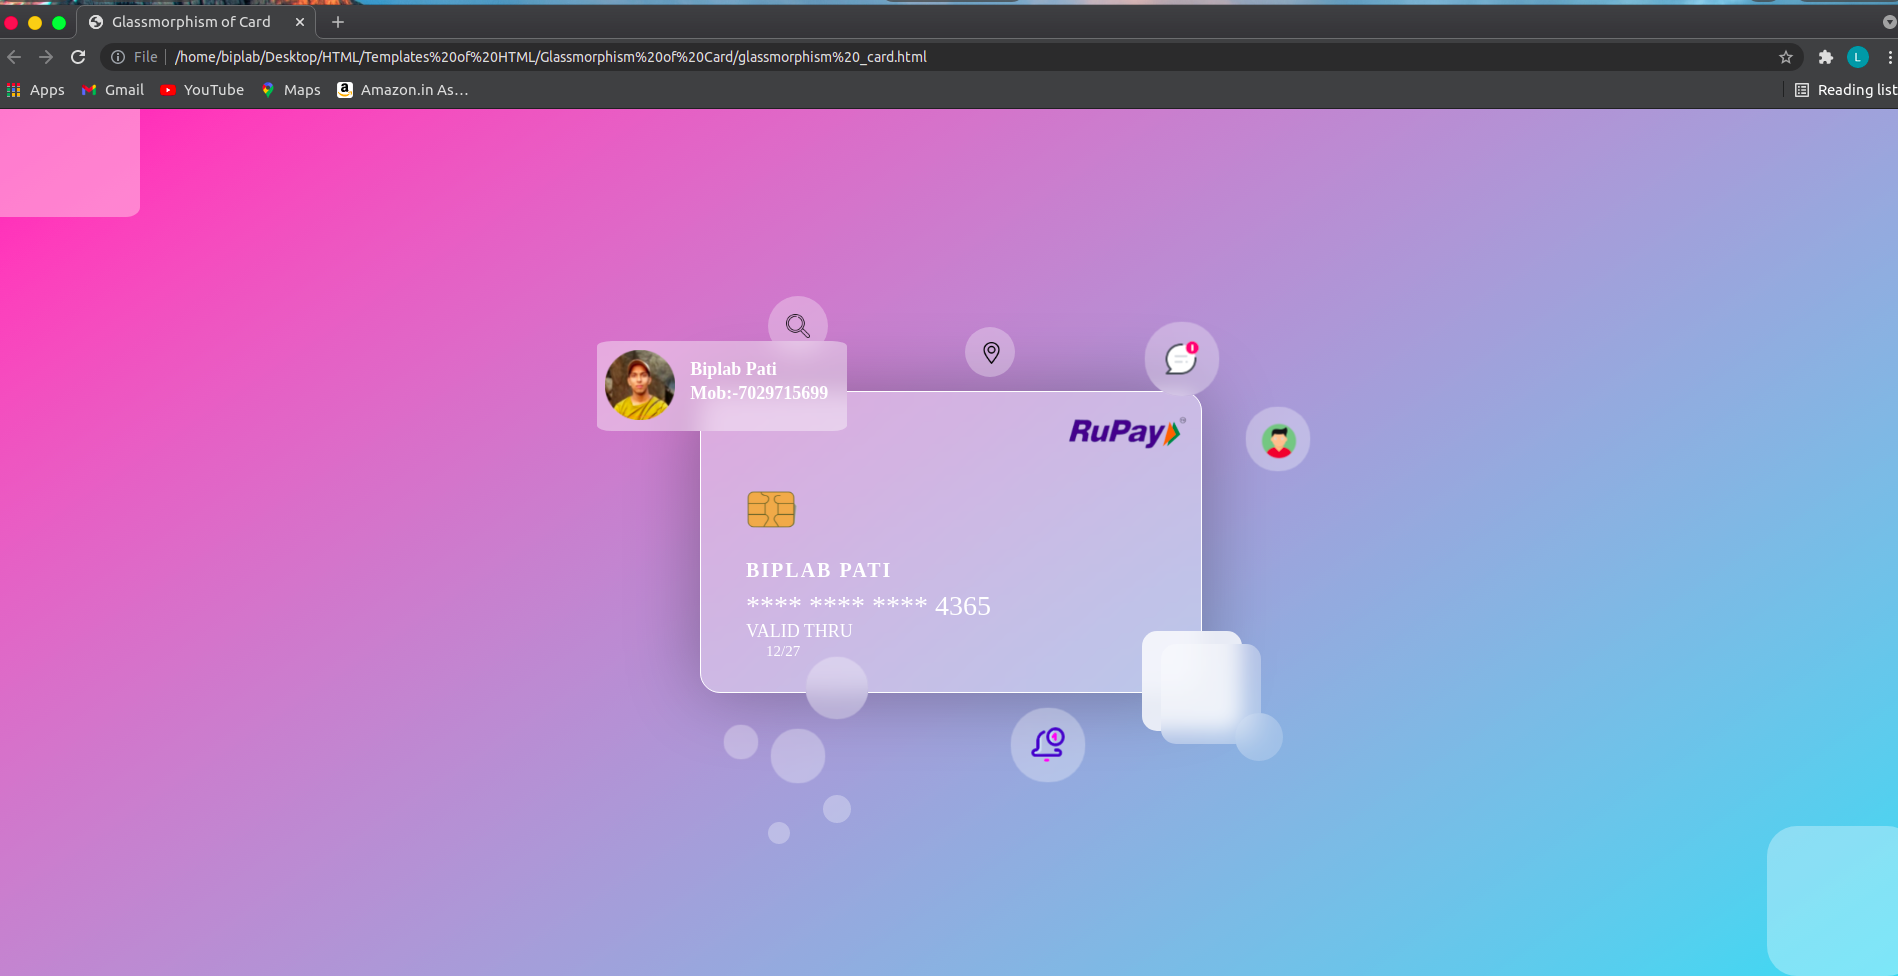 Glassmorphism of Card
File
/home/biplab/Desktop/HTML/Templates%20of%20HTML/Glassmorphism%20of%20Card/glassmorphism%20_card.html
L
Apps
Gmail
YouTube
Maps
a
Amazon.in As...
Reading list
Biplab Pati
Mob:-7029715699
RuPay
BIPLAB PATI
**** **** **** 4365
VALID THRU
12/27